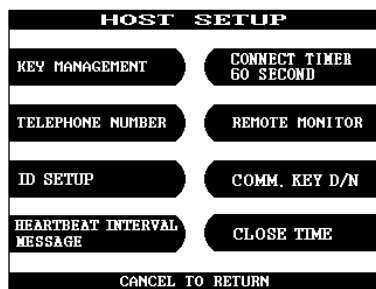 HOST SETUP
KEY MANAGEMENT
CONNECT TIMER
60 SECOND
TELEPHONE NUMBER
REMOTE MONITOR
ID SETUP
COMM. KEY D/N
HEARTBEAT INTERVAL
MESSAGE
CLOSE TIME
CANCEL TO RETURN